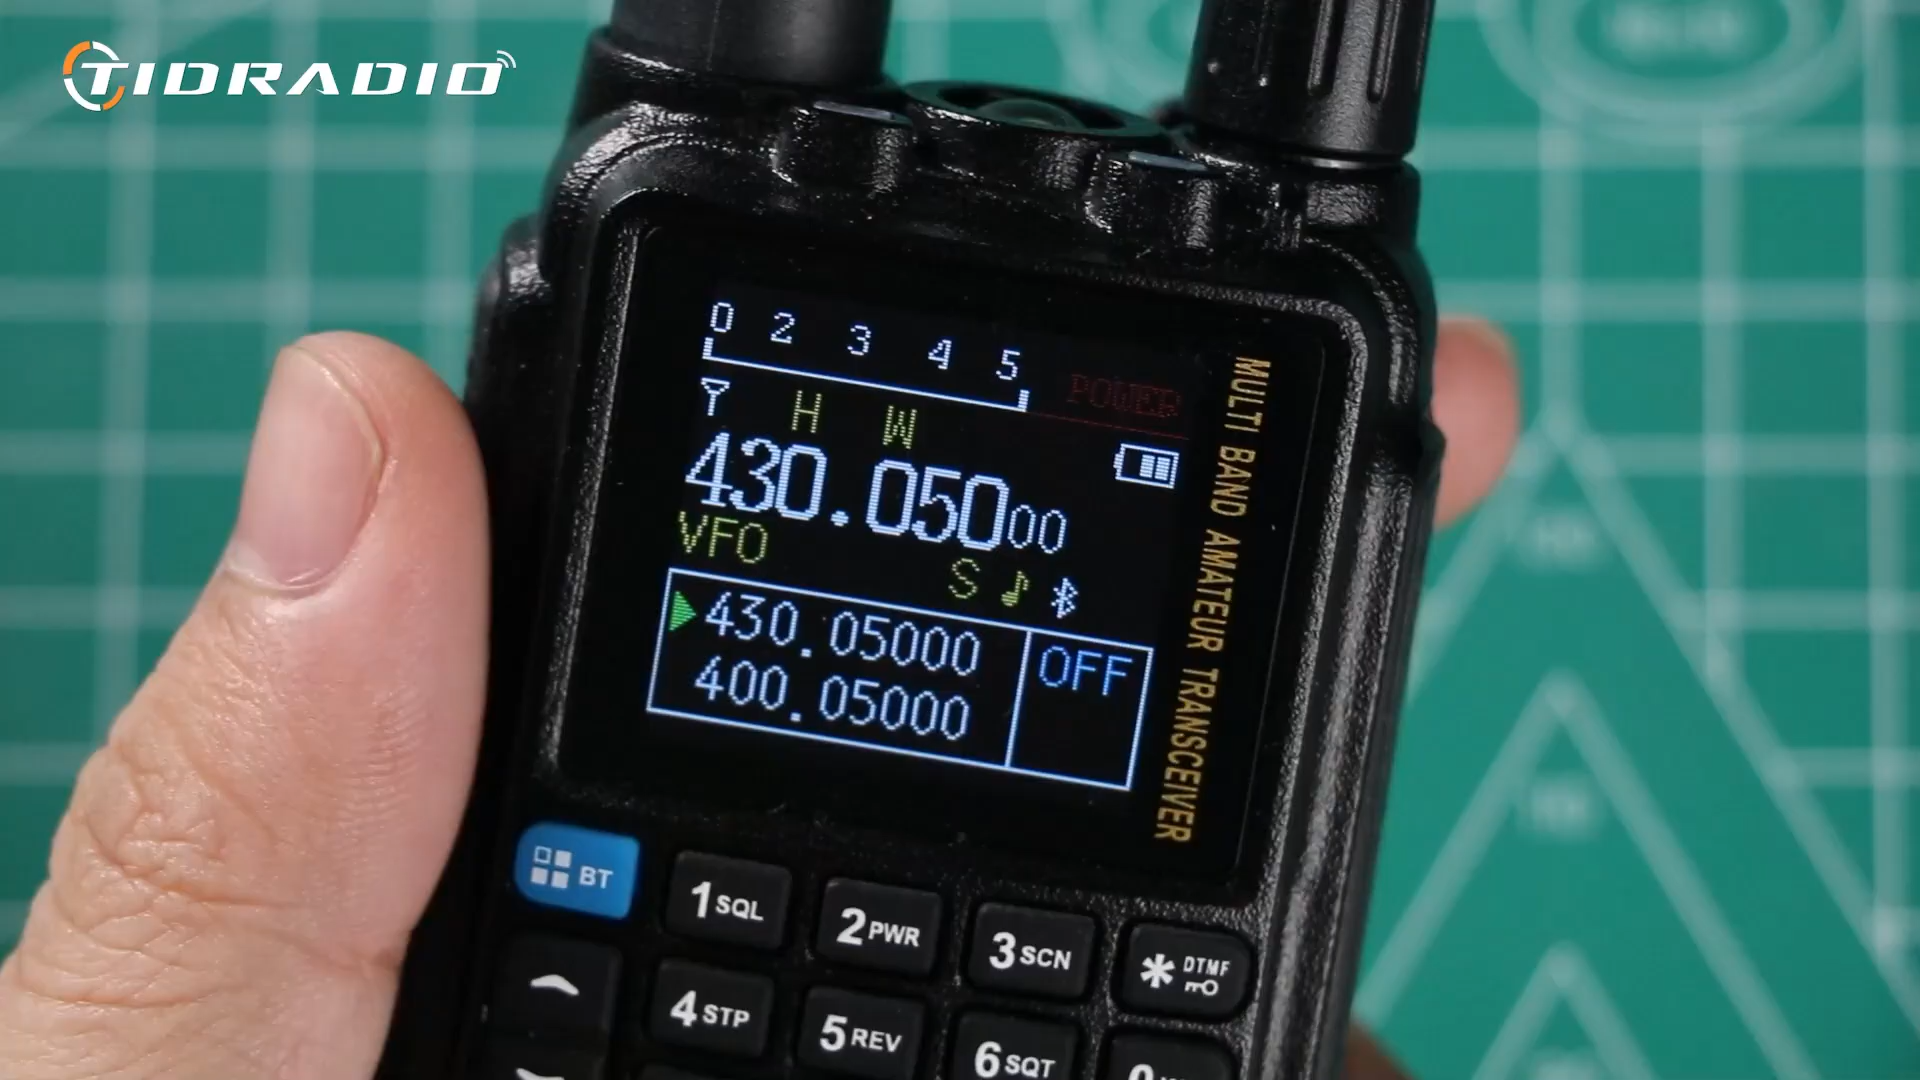 TIDRADIO
0 2 3 4 5 POWER
H W
430.05000
VFO
S
430.05000
400.05000
OFF
MULTI BAND AMATEUR TRANSCEIVER
BT
1 SQL
2 PWR
3 SCN
* DTMF
4 STP
5 REV
6 SQT